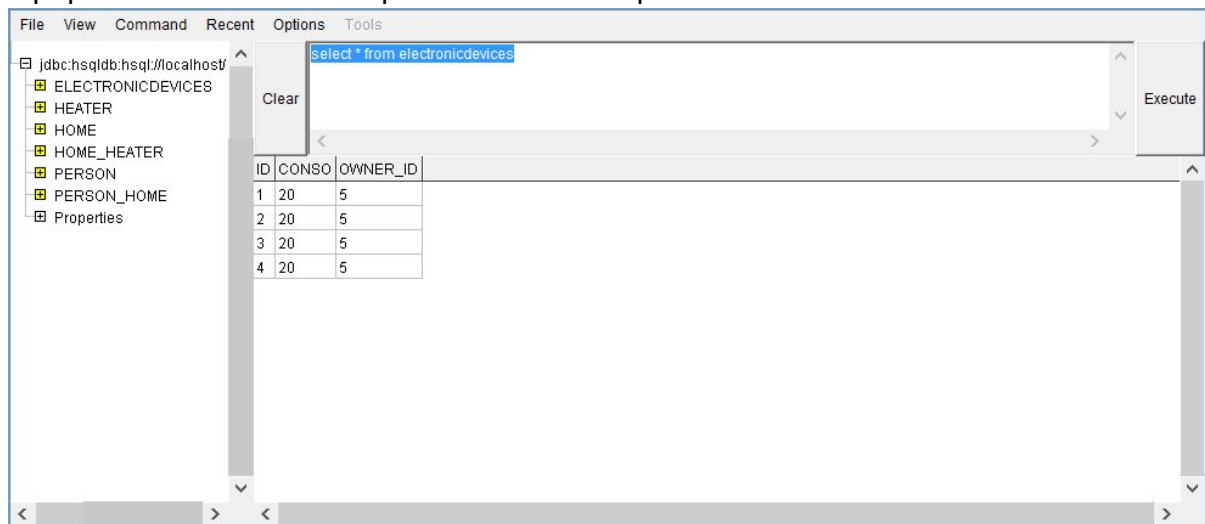 File View Command Recent Options Tools
jdbc:hsqldb:hsql://localhost/
ELECTRONICDEVICES
HEATER
HOME
HOME_HEATER
PERSON
PERSON_HOME
Properties
Clear
select * from electronicdevices
Execute
ID CONSO OWNER_ID
1 20 5
2 20 5
3 20 5
4 20 5